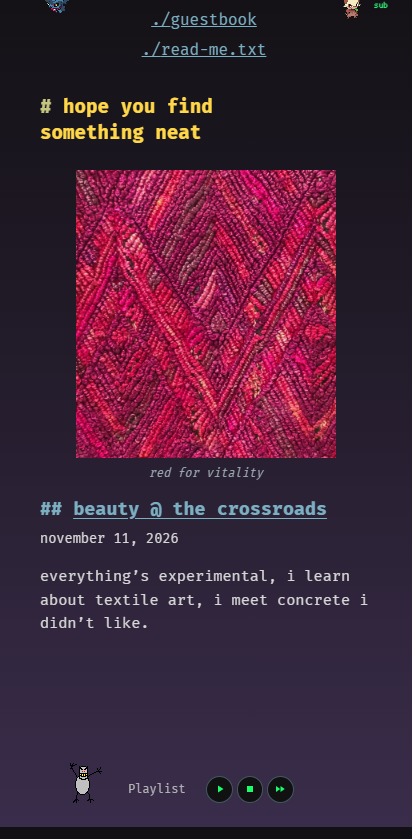 sub
./guestbook
./read-me.txt
# hope you find
something neat
red for vitality
## beauty @ the crossroads
november 11, 2026
everything’s experimental, i learn
about textile art, i meet concrete i
didn’t like.
Playlist